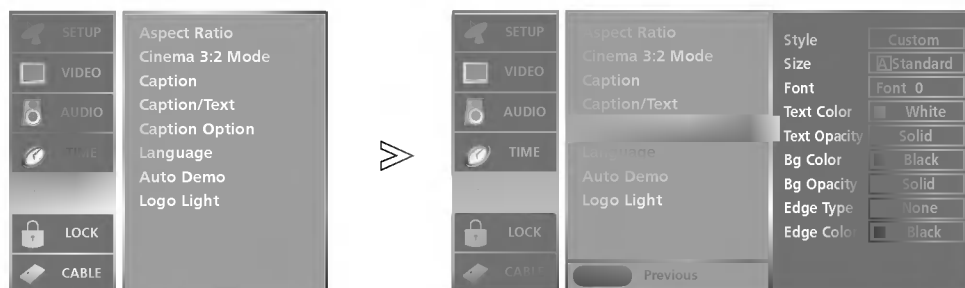 SETUP
VIDEO
AUDIO
TIME
LOCK
CABLE
Aspect Ratio
Cinema 3:2 Mode
Caption
Caption/Text
Caption Option
Language
Auto Demo
Logo Light
SETUP
VIDEO
AUDIO
TIME
LOCK
CABLE
Aspect Ratio
Cinema 3:2 Mode
Caption
Caption/Text
Language
Auto Demo
Logo Light
Previous
Style Custom
Size A Standard
Font Font 0
Text Color White
Text Opacity Solid
Bg Color Black
Bg Opacity Solid
Edge Type None
Edge Color Black